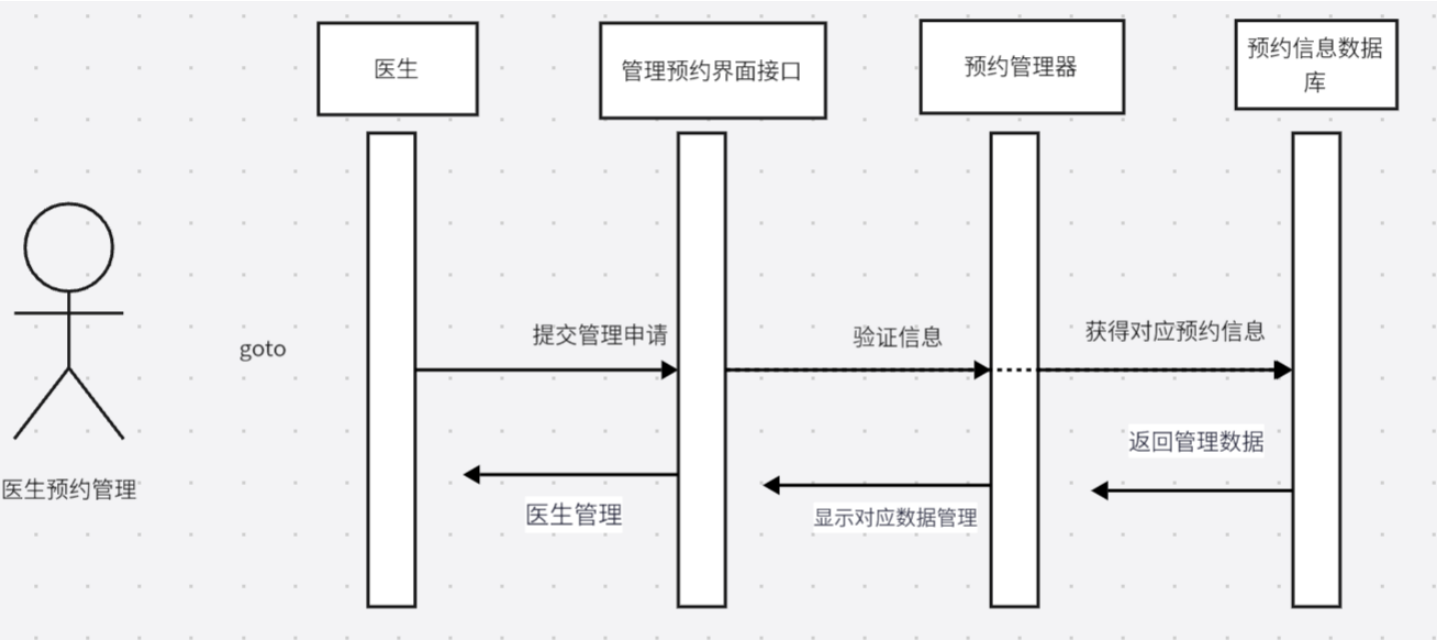 医生
管理预约界面接口
预约管理器
预约信息数据
库
提交管理申请
验证信息
获得对应预约信息
goto
返回管理数据
医生预约管理
医生管理
显示对应数据管理